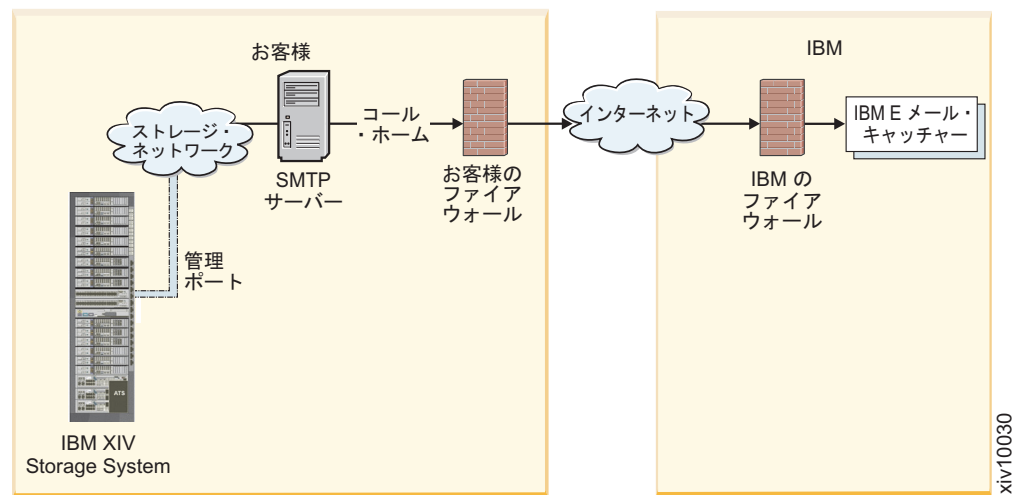 お客様
IBM
ストレージ・
ネットワーク
コール
・ホーム
インターネット
IBM E メール・
キャッチャー
SMTP
サーバー
お客様の
ファイア
ウォール
IBM の
ファイア
ウォール
管理
ポート
ATS
IBM XIV
Storage System
xiv10030